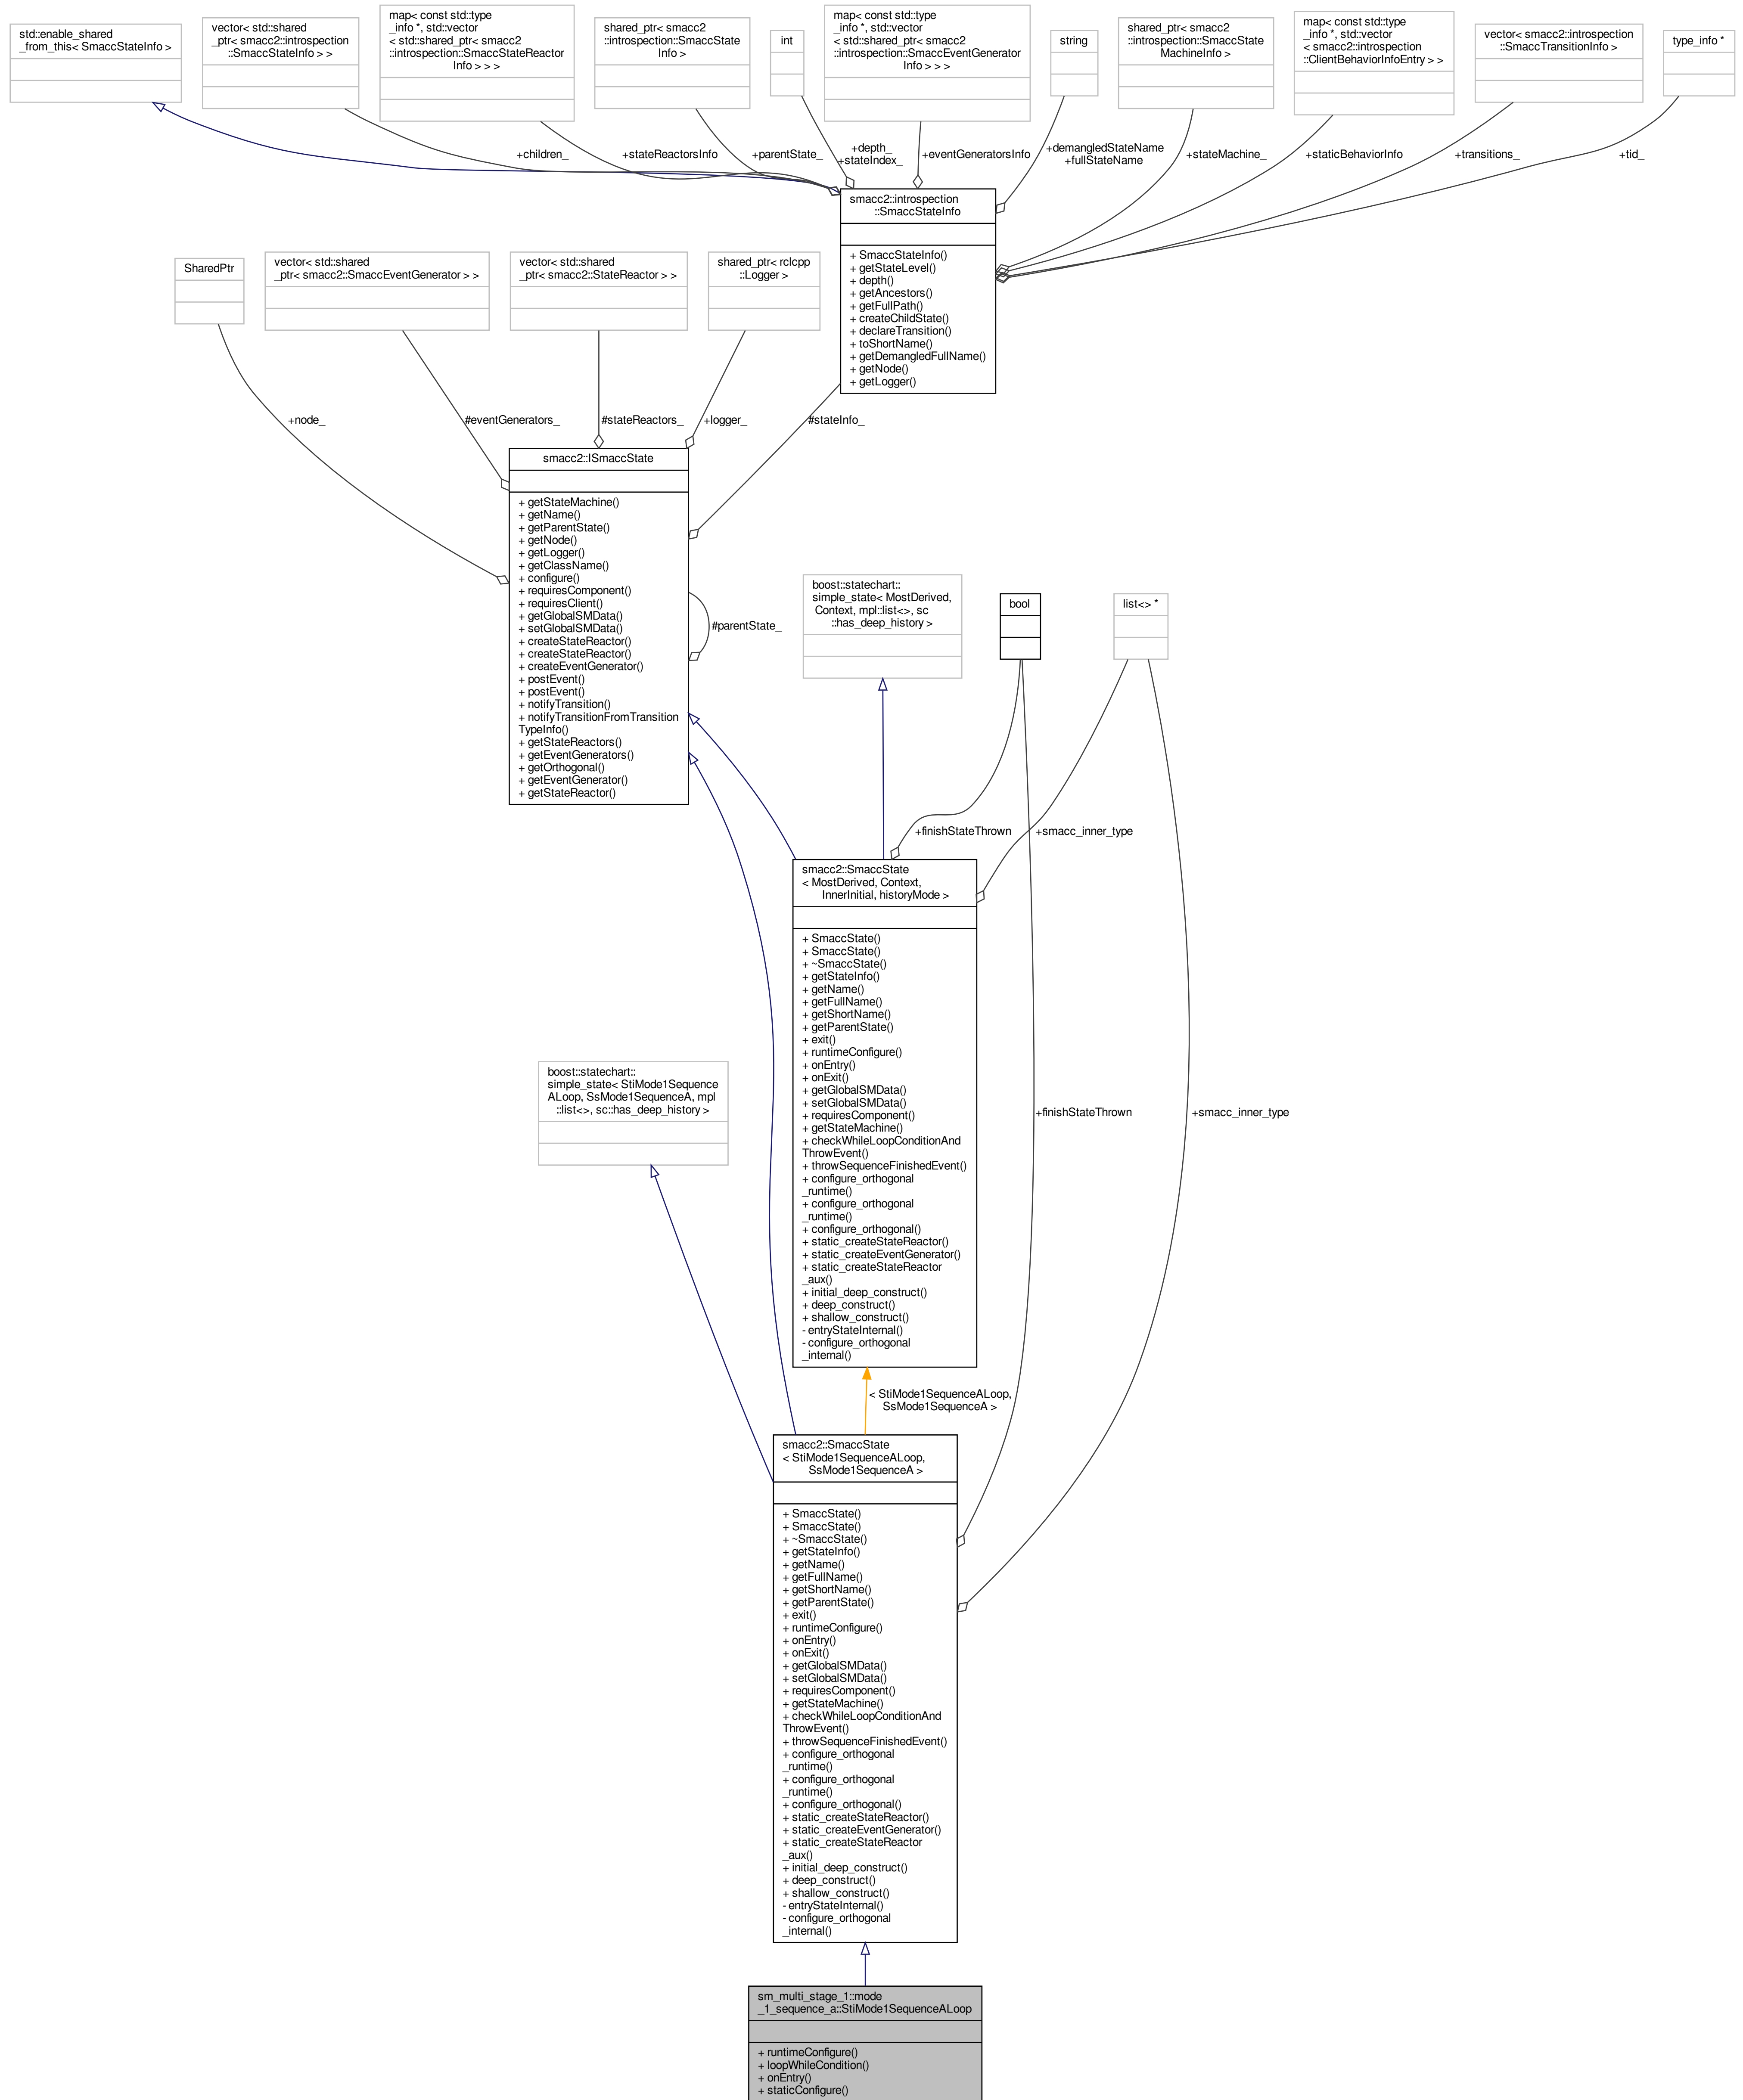 std::enable_shared
_from_this< SmaccStateInfo >
vector< std::shared
_ptr< smacc2::introspection
::SmaccStateInfo > >
map< const std::type
_info *, std::vector
< std::shared_ptr< smacc2
::introspection::SmaccStateReactor
Info > > >
shared_ptr< smacc2
::introspection::SmaccState
Info >
int
map< const std::type
_info *, std::vector
< std::shared_ptr< smacc2
::introspection::SmaccEventGenerator
Info > > >
string
shared_ptr< smacc2
::introspection::SmaccState
MachineInfo >
map< const std::type
_info *, std::vector
< smacc2::introspection
::ClientBehaviorInfoEntry > >
vector< smacc2::introspection
::SmaccTransitionInfo >
type_info *
+children_
+stateReactorsInfo
+parentState_
+depth_
+stateIndex_
+eventGeneratorsInfo
+demangledStateName
+fullStateName
+stateMachine_
+staticBehaviorInfo
+transitions_
+tid_
smacc2::introspection
::SmaccStateInfo
+ SmaccStateInfo()
+ getStateLevel()
+ depth()
+ getAncestors()
+ getFullPath()
+ createChildState()
+ declareTransition()
+ toShortName()
+ getDemangledFullName()
+ getNode()
+ getLogger()
SharedPtr
vector< std::shared
_ptr< smacc2::SmaccEventGenerator > >
vector< std::shared
_ptr< smacc2::StateReactor > >
shared_ptr< rclcpp
::Logger >
+node_
#eventGenerators_
#stateReactors_
+logger_
#stateInfo_
smacc2::ISmaccState
+ getStateMachine()
+ getName()
+ getParentState()
+ getNode()
+ getLogger()
+ getClassName()
+ configure()
+ requiresComponent()
+ requiresClient()
+ getGlobalSMData()
+ setGlobalSMData()
+ createStateReactor()
+ createStateReactor()
+ createEventGenerator()
+ postEvent()
+ postEvent()
+ notifyTransition()
+ notifyTransitionFromTransition
TypeInfo()
+ getStateReactors()
+ getEventGenerators()
+ getOrthogonal()
+ getEventGenerator()
+ getStateReactor()
#parentState_
boost::statechart::
simple_state< MostDerived,
Context, mpl::list<>, sc
::has_deep_history >
bool
list<> *
+finishStateThrown
+smacc_inner_type
smacc2::SmaccState
< MostDerived, Context,
InnerInitial, historyMode >
+ SmaccState()
+ SmaccState()
+ ~SmaccState()
+ getStateInfo()
+ getName()
+ getFullName()
+ getShortName()
+ getParentState()
+ exit()
+ runtimeConfigure()
+ onEntry()
+ onExit()
+ getGlobalSMData()
+ setGlobalSMData()
+ requiresComponent()
+ getStateMachine()
+ checkWhileLoopConditionAnd
ThrowEvent()
+ throwSequenceFinishedEvent()
+ configure_orthogonal
_runtime()
+ configure_orthogonal
_runtime()
+ configure_orthogonal()
+ static_createStateReactor()
+ static_createEventGenerator()
+ static_createStateReactor
_aux()
+ initial_deep_construct()
+ deep_construct()
+ shallow_construct()
- entryStateInternal()
- configure_orthogonal
_internal()
boost::statechart::
simple_state< StiMode1Sequence
ALoop, SsMode1SequenceA, mpl
::list<>, sc::has_deep_history >
+finishStateThrown
+smacc_inner_type
< StiMode1SequenceALoop,
SsMode1SequenceA >
smacc2::SmaccState
< StiMode1SequenceALoop,
SsMode1SequenceA >
+ SmaccState()
+ SmaccState()
+ ~SmaccState()
+ getStateInfo()
+ getName()
+ getFullName()
+ getShortName()
+ getParentState()
+ exit()
+ runtimeConfigure()
+ onEntry()
+ onExit()
+ getGlobalSMData()
+ setGlobalSMData()
+ requiresComponent()
+ getStateMachine()
+ checkWhileLoopConditionAnd
ThrowEvent()
+ throwSequenceFinishedEvent()
+ configure_orthogonal
_runtime()
+ configure_orthogonal
_runtime()
+ configure_orthogonal()
+ static_createStateReactor()
+ static_createEventGenerator()
+ static_createStateReactor
_aux()
+ initial_deep_construct()
+ deep_construct()
+ shallow_construct()
- entryStateInternal()
- configure_orthogonal
_internal()
sm_multi_stage_1::mode
_1_sequence_a::StiMode1SequenceALoop
+ runtimeConfigure()
+ loopWhileCondition()
+ onEntry()
+ staticConfigure()